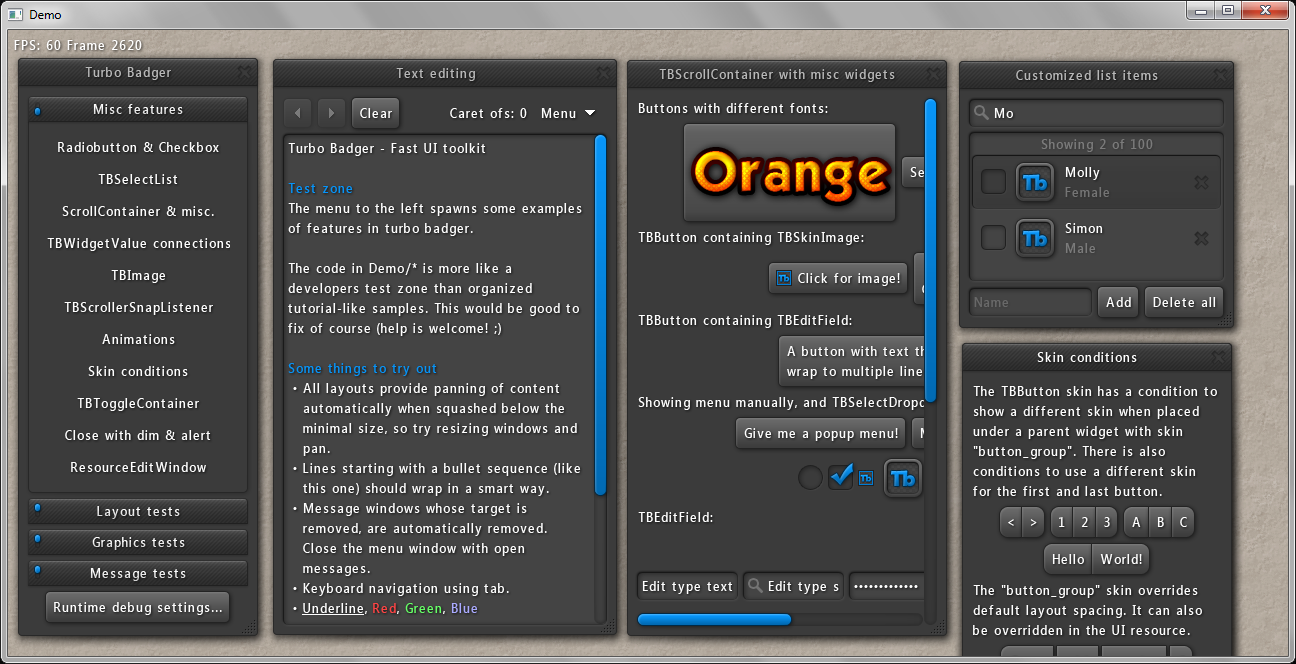 Demo
FPS: 60 Frame 2620
Turbo Badger
Misc features
Radiobutton & Checkbox
TBSelectList
ScrollContainer & misc.
TBWidgetValue connections
TBImage
TBScrollerSnapListener
Animations
Skin conditions
TBToggleContainer
Close with dim & alert
ResourceEditWindow
Layout tests
Graphics tests
Message tests
Runtime debug settings...
Text editing
Clear
Caret ofs: 0
Menu
Turbo Badger - Fast UI toolkit
Test zone
The menu to the left spawns some examples
of features in turbo badger.
The code in Demo/* is more like a
developers test zone than organized
tutorial-like samples. This would be good to
fix of course (help is welcome! ;)
Some things to try out
• All layouts provide panning of content
automatically when squashed below the
minimal size, so try resizing windows and
pan.
• Lines starting with a bullet sequence (like
this one) should wrap in a smart way.
• Message windows whose target is
removed, are automatically removed.
Close the menu window with open
messages.
• Keyboard navigation using tab.
• Underline, Red, Green, Blue
TBScrollContainer with misc widgets
Buttons with different fonts:
Orange
Se
TBButton containing TBSkinImage:
Tb Click for image!
TBButton containing TBEditField:
A button with text th
wrap to multiple line
Showing menu manually, and TBSelectDropd
Give me a popup menu!
Tb
Tb
TBEditField:
Edit type text
Edit type s
•••••••••••••
Customized list items
Mo
Showing 2 of 100
Tb
Molly
Female
Tb
Simon
Male
Name
Add
Delete all
Skin conditions
The TBButton skin has a condition to
show a different skin when placed
under a parent widget with skin
"button_group". There is also
conditions to use a different skin
for the first and last button.
< > 1 2 3 A B C
Hello World!
The "button_group" skin overrides
default layout spacing. It can also
be overridden in the UI resource.